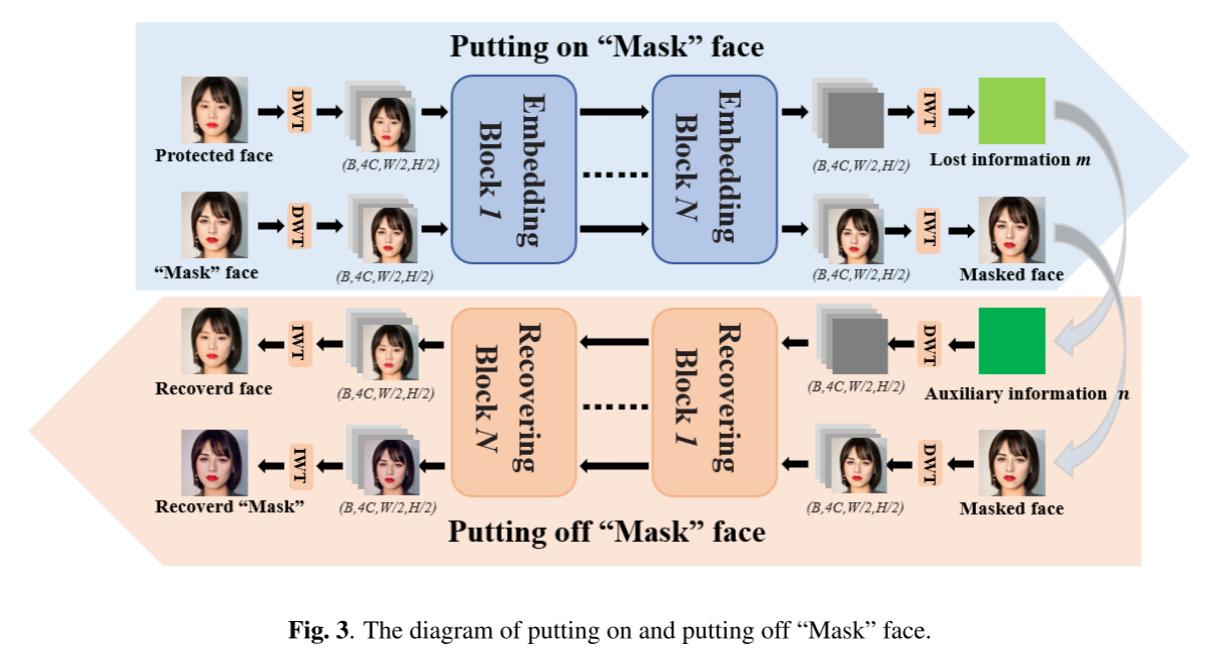 Putting on “Mask” face
Protected face
DWT
(B,4C,W/2,H/2)
Embedding
Block 1
Embedding
Block N
(B,4C,W/2,H/2)
IWT
Lost information m
“Mask” face
DWT
(B,4C,W/2,H/2)
(B,4C,W/2,H/2)
IWT
Masked face
Recoverd face
IWT
(B,4C,W/2,H/2)
Recovering
Block N
Recovering
Block 1
(B,4C,W/2,H/2)
DWT
Auxiliary information n
Recoverd “Mask”
IWT
(B,4C,W/2,H/2)
(B,4C,W/2,H/2)
DWT
Masked face
Putting off “Mask” face
Fig. 3. The diagram of putting on and putting off “Mask” face.